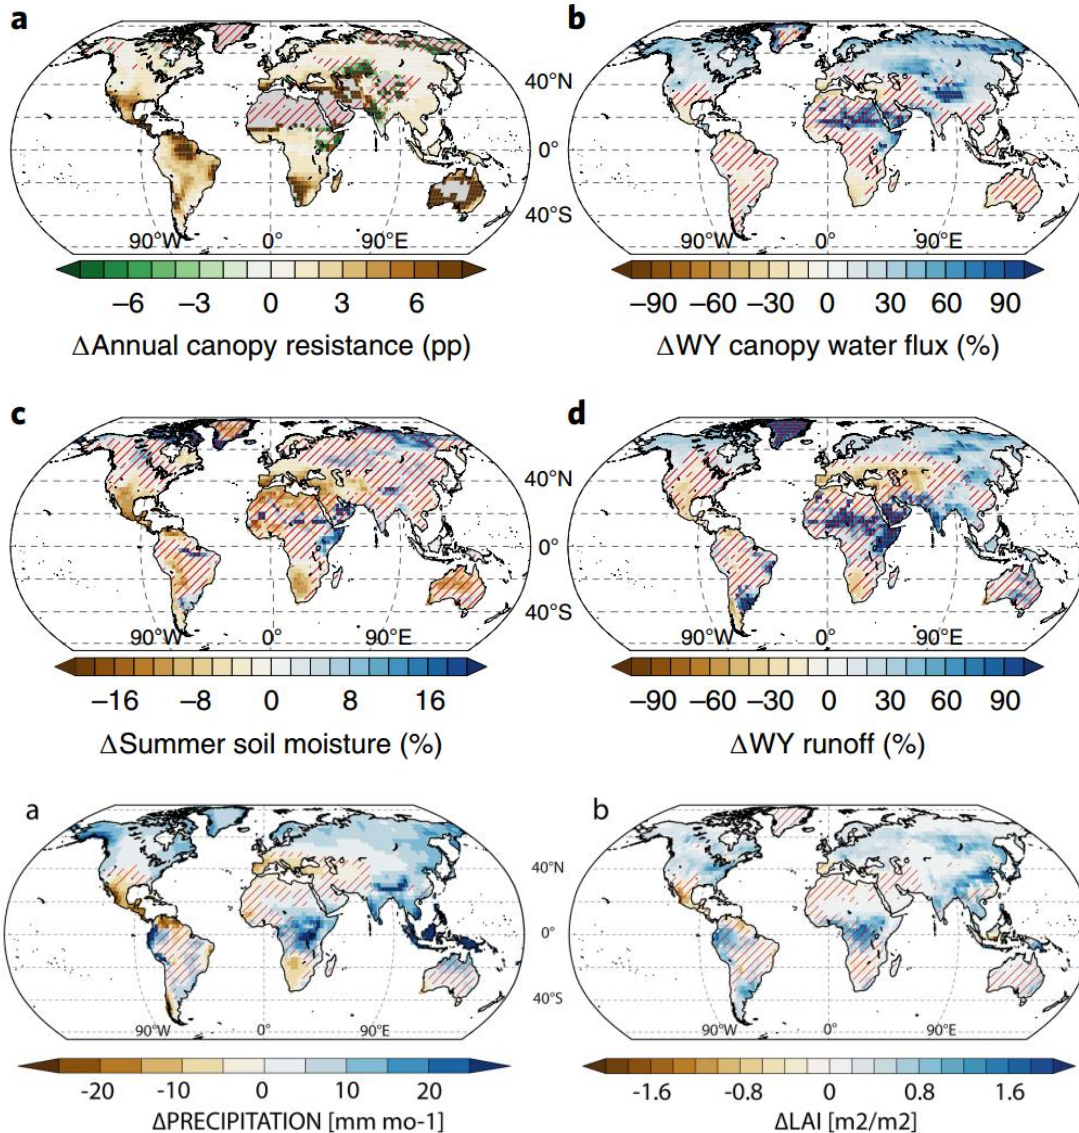 a b
40°N
0°
40°S
90°W 0° 90°E 90°W 0° 90°E
−6 −3 0 3 6 −90 −60 −30 0 30 60 90
ΔAnnual canopy resistance (pp) ΔWY canopy water flux (%)
c d
40°N
0°
40°S
90°W 0° 90°E 90°W 0° 90°E
−16 −8 0 8 16 −90 −60 −30 0 30 60 90
ΔSummer soil moisture (%) ΔWY runoff (%)
a b
40°N
0°
40°S
90°W 0° 90°E 90°W 0° 90°E
-20 -10 0 10 20 -1.6 -0.8 0 0.8 1.6
ΔPRECIPITATION [mm mo-1] ΔLAI [m2/m2]